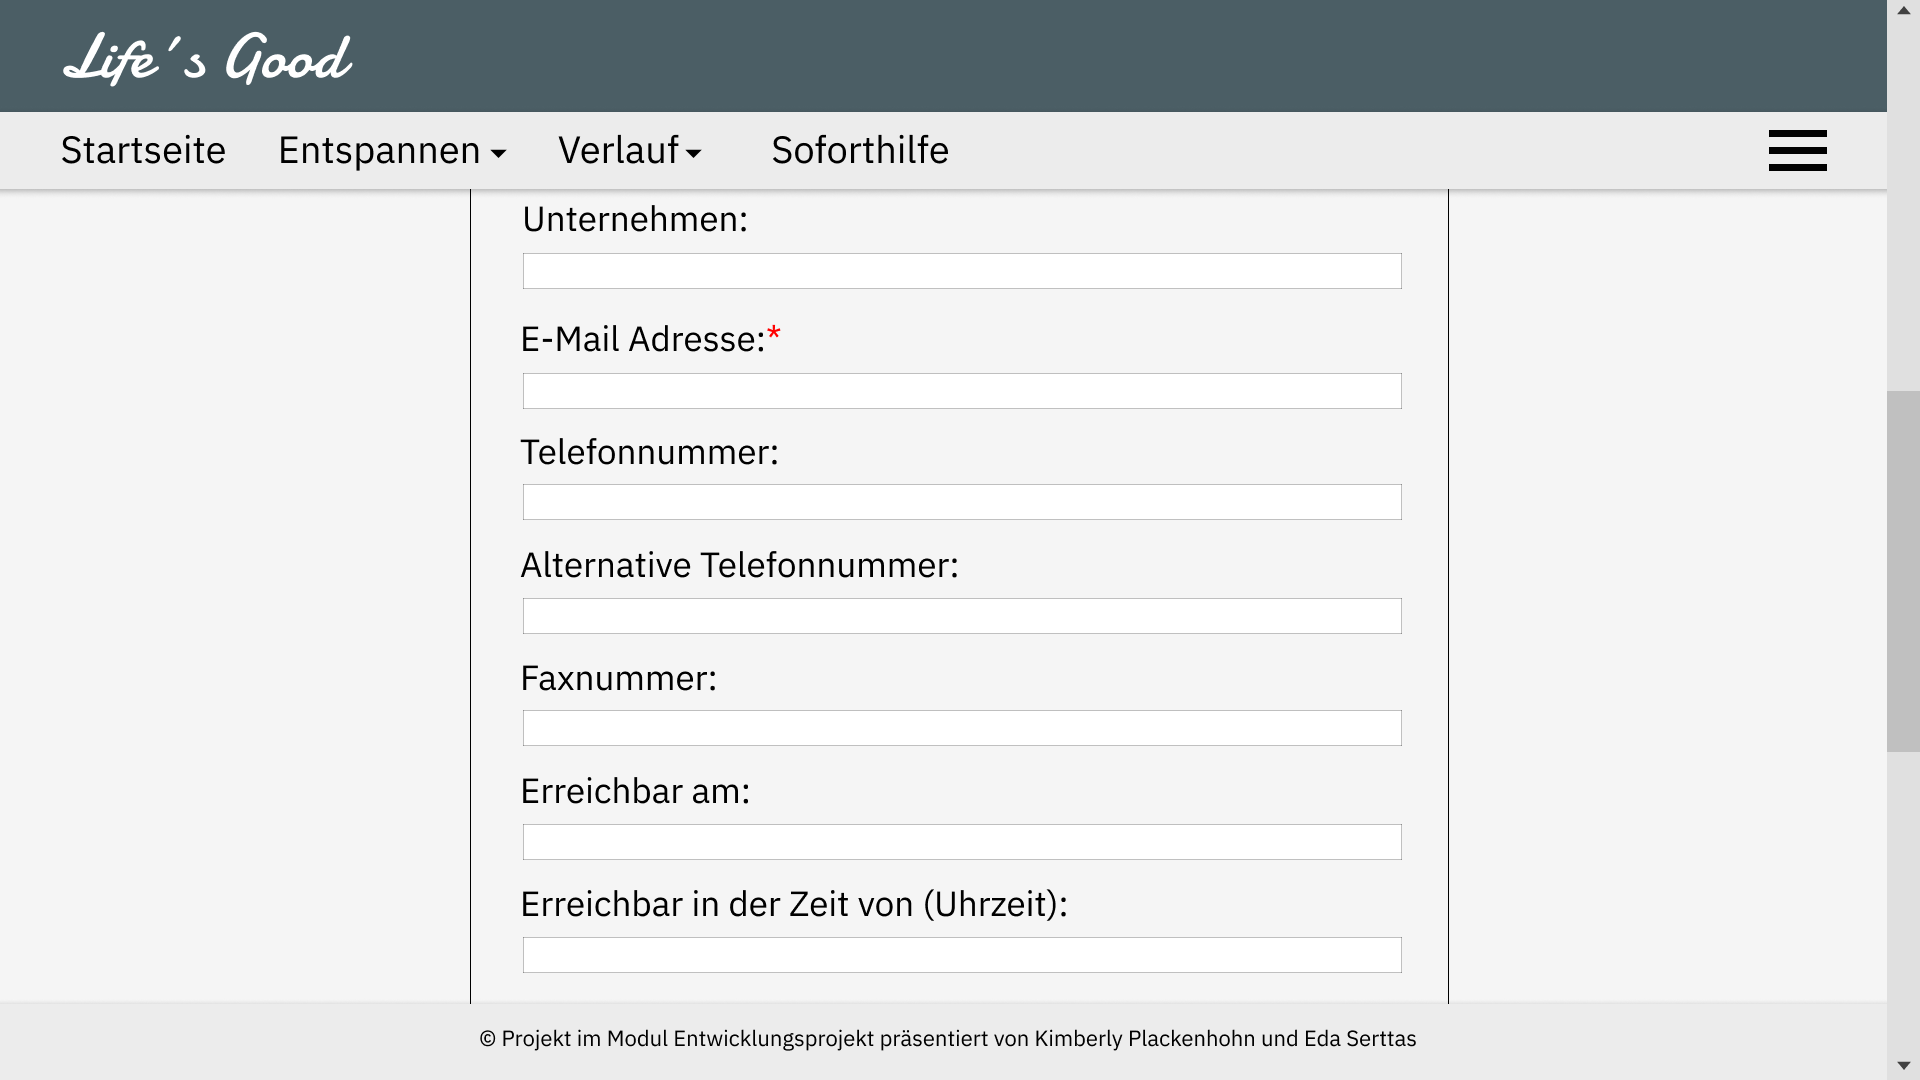 Life´s Good
Startseite Entspannen Verlauf Soforthilfe
Unternehmen:
E-Mail Adresse:*
Telefonnummer:
Alternative Telefonnummer:
Faxnummer:
Erreichbar am:
Erreichbar in der Zeit von (Uhrzeit):
© Projekt im Modul Entwicklungsprojekt präsentiert von Kimberly Plackenhohn und Eda Serttas